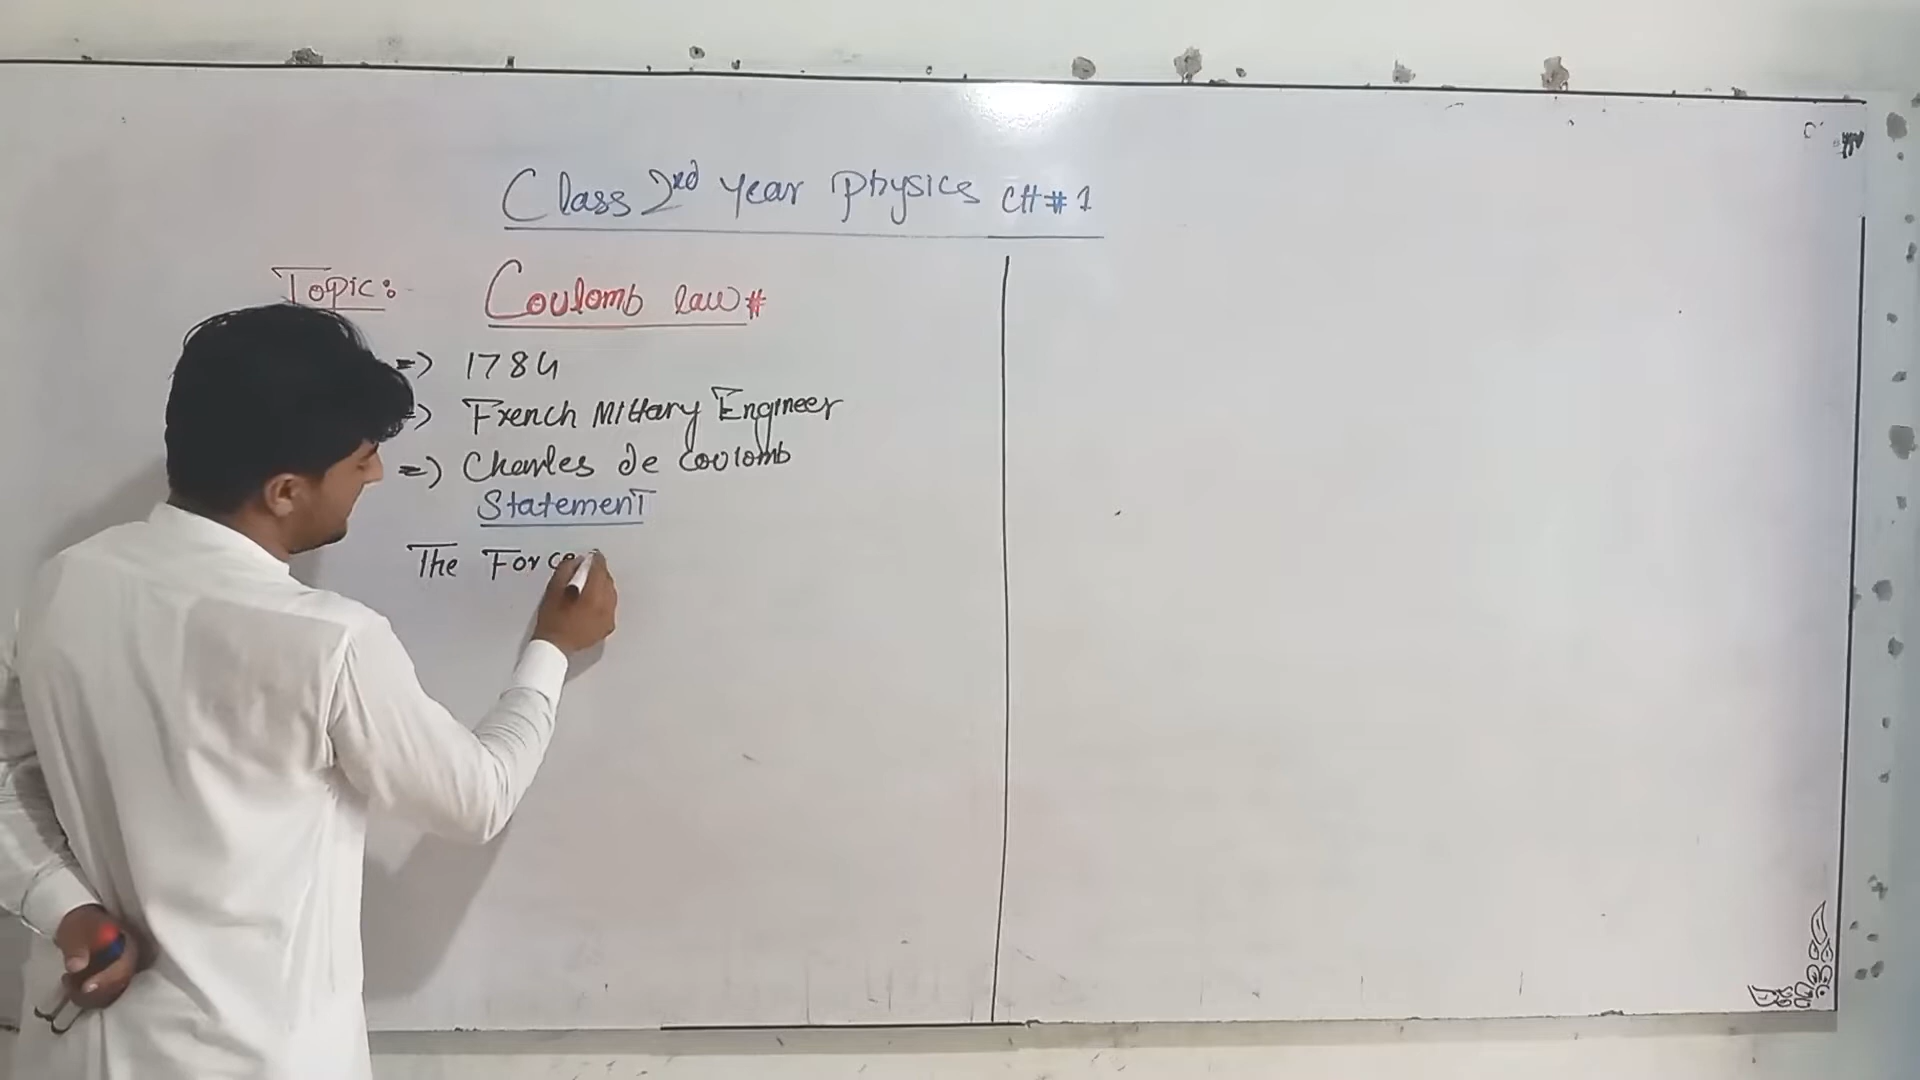 Class 2nd year Physics CH#1
Topic: Coulomb law#
=> 1784
=> French Military Engineer
=> Charles de Coulomb
Statement
The Force